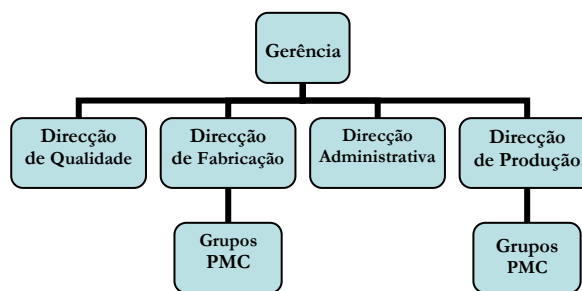 Gerência
Direcção
de Qualidade
Direcção
de Fabricação
Direcção
Administrativa
Direcção
de Produção
Grupos
PMC
Grupos
PMC